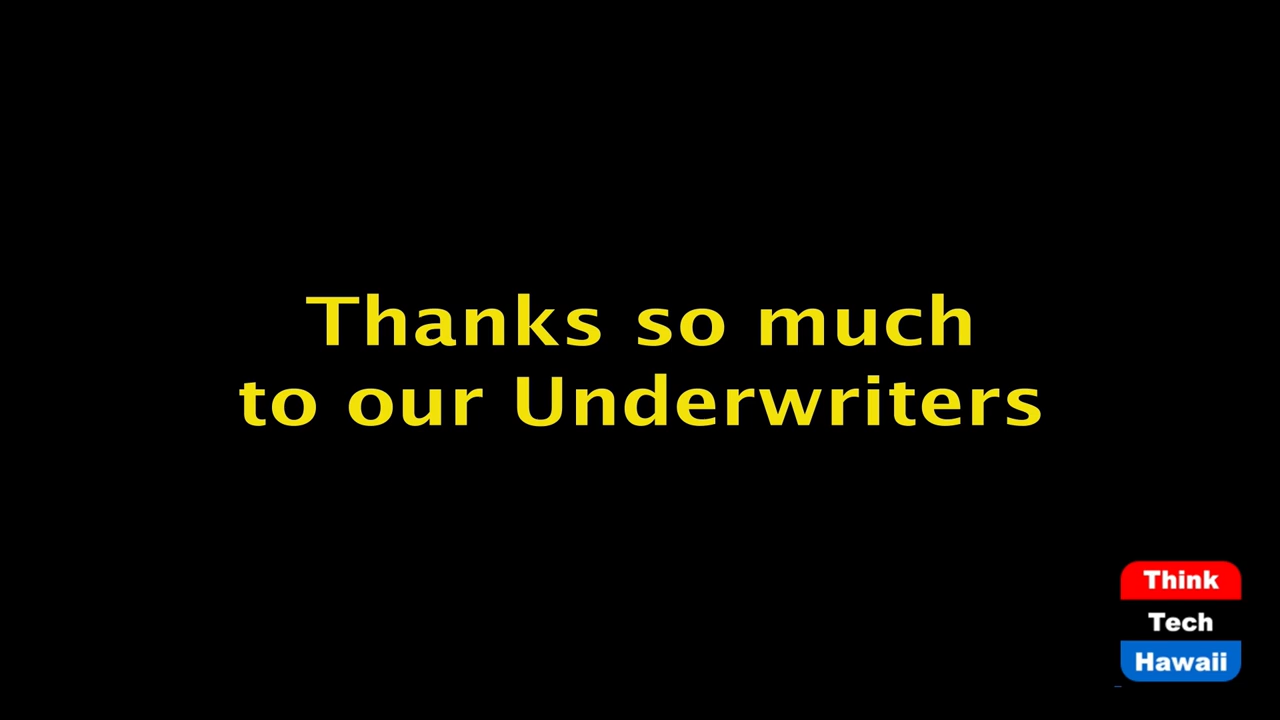 Thanks so much
to our Underwriters
Think
Tech
Hawaii